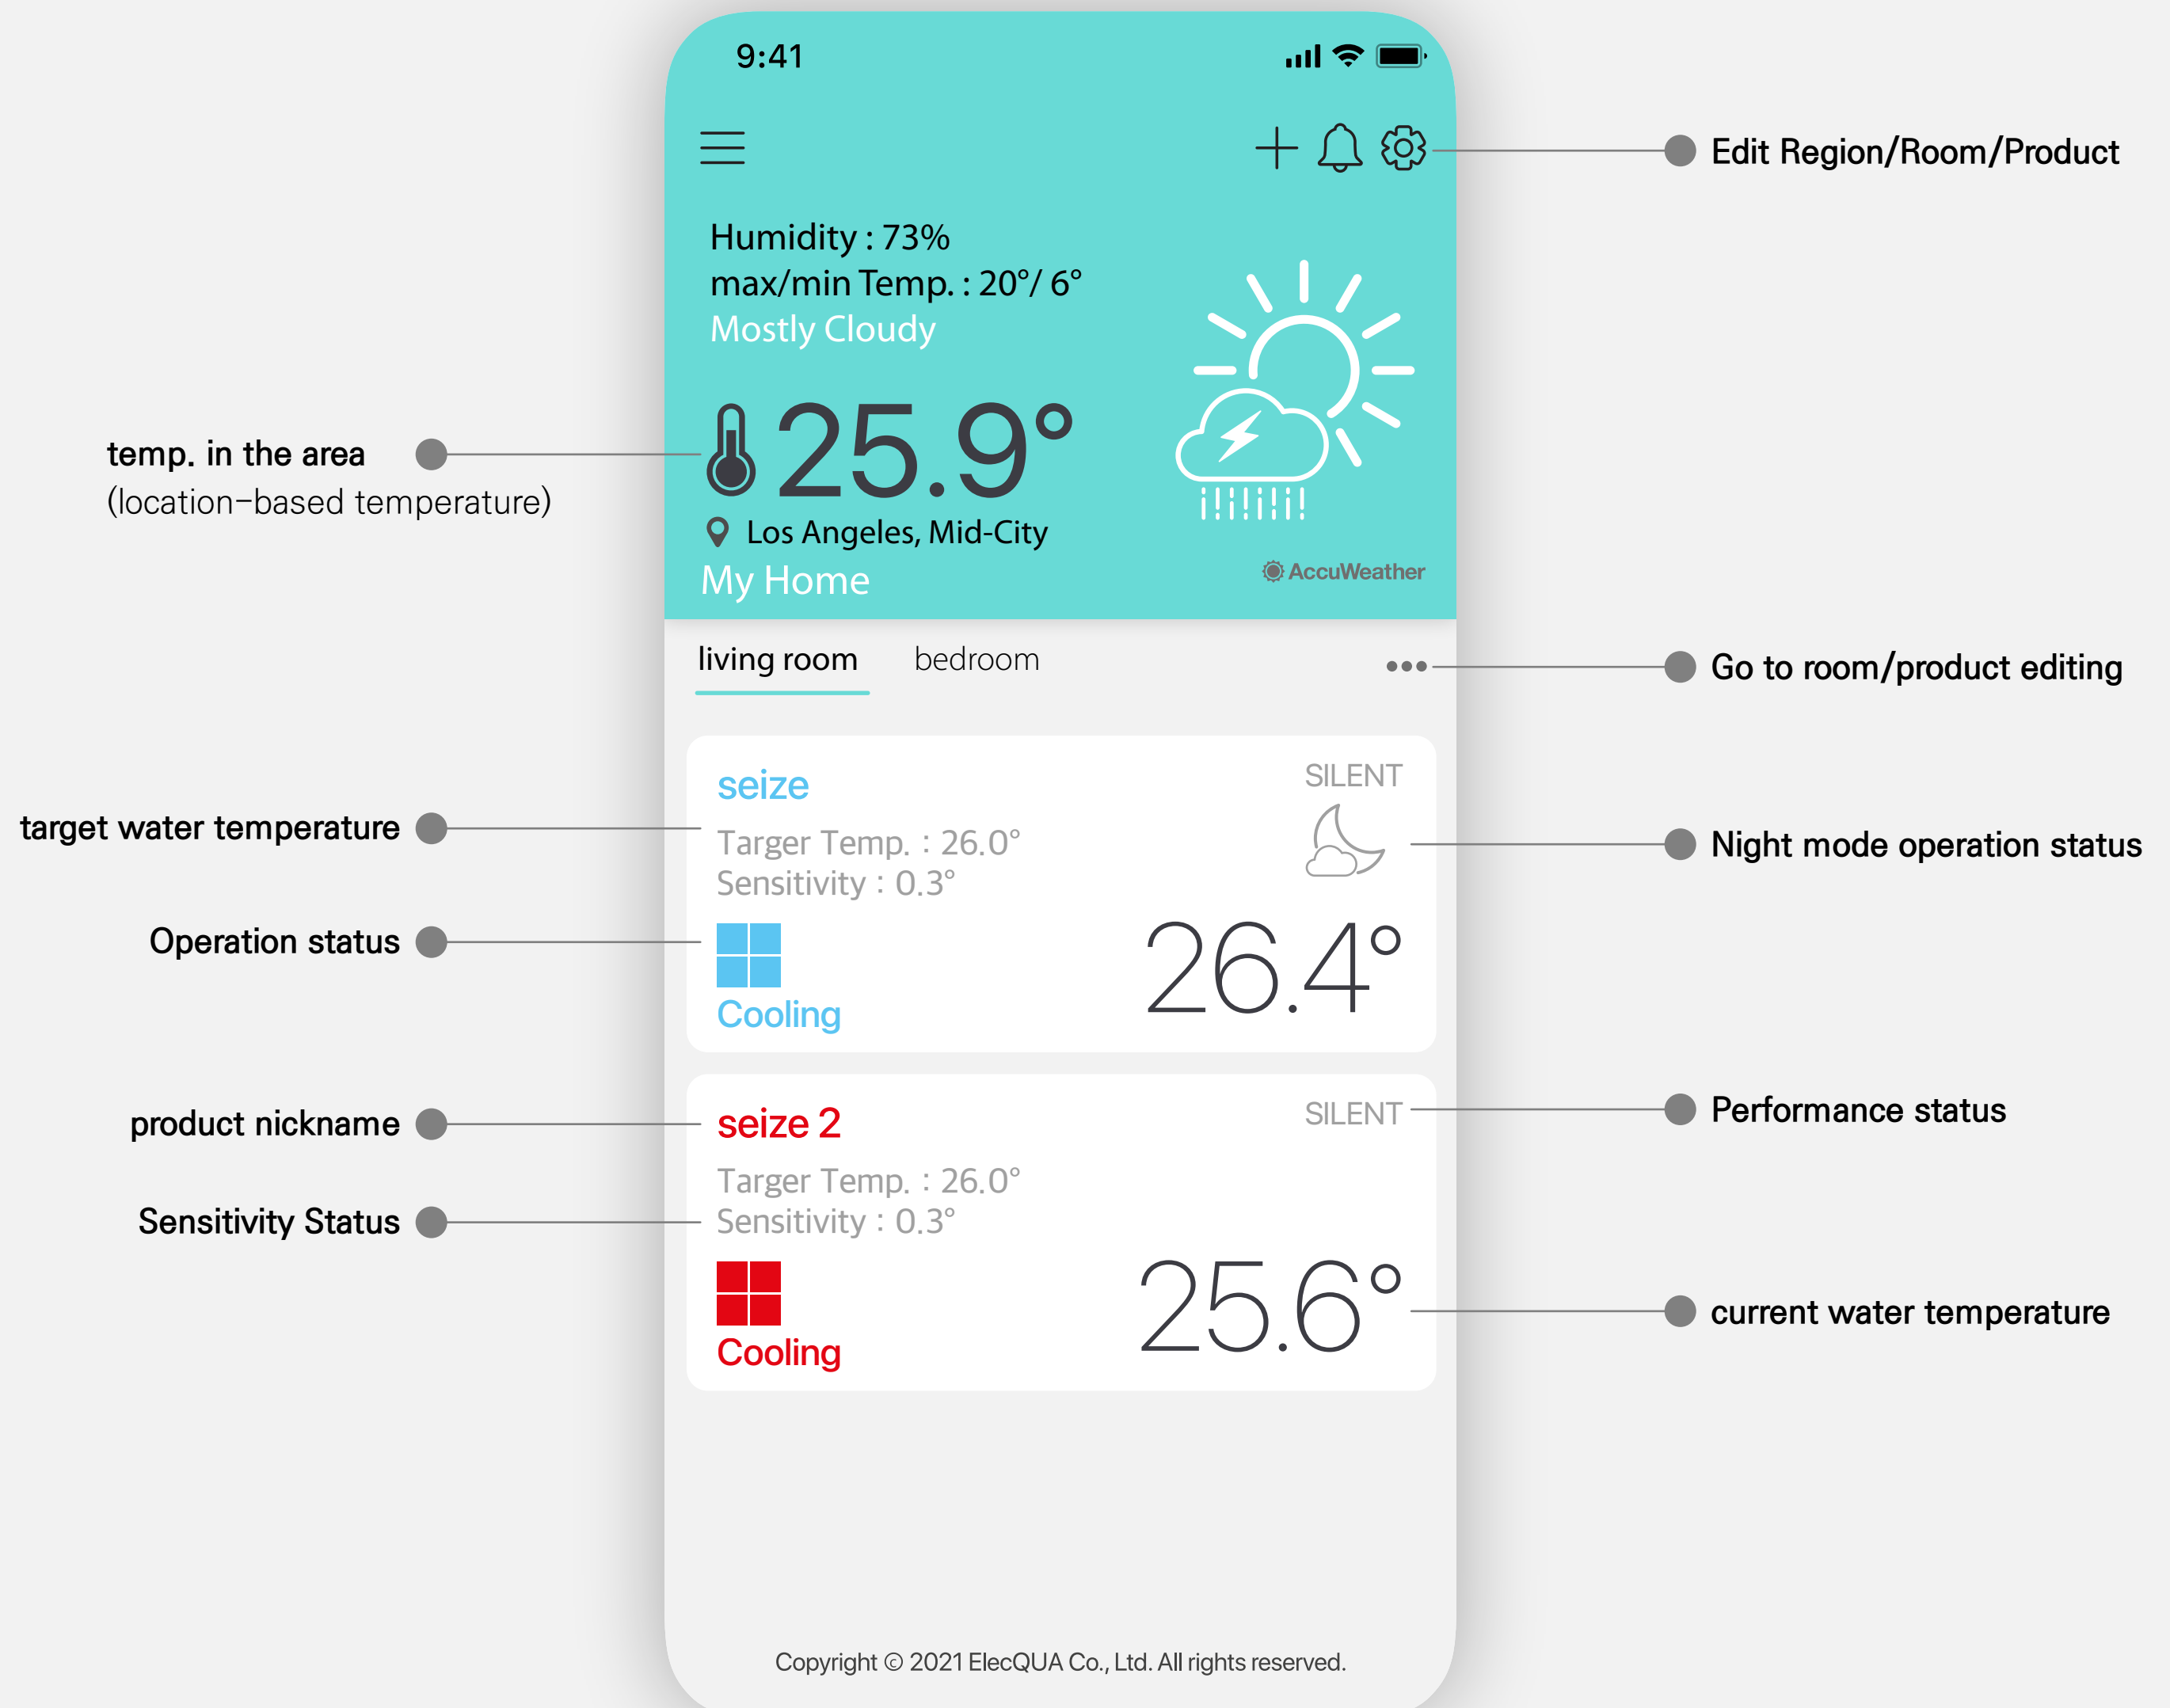 9:41
Edit Region/Room/Product
Humidity : 73%
max/min Temp. : 20°/ 6°
Mostly Cloudy
temp. in the area
(location-based temperature)
25.9°
Los Angeles, Mid-City
My Home
AccuWeather
living room
bedroom
Go to room/product editing
seize
SILENT
target water temperature
Targer Temp. : 26.0°
Sensitivity : 0.3°
Night mode operation status
Operation status
26.4°
Cooling
product nickname
seize 2
SILENT
Performance status
Targer Temp. : 26.0°
Sensitivity Status
Sensitivity : 0.3°
25.6°
current water temperature
Cooling
Copyright © 2021 ElecQUA Co., Ltd. All rights reserved.